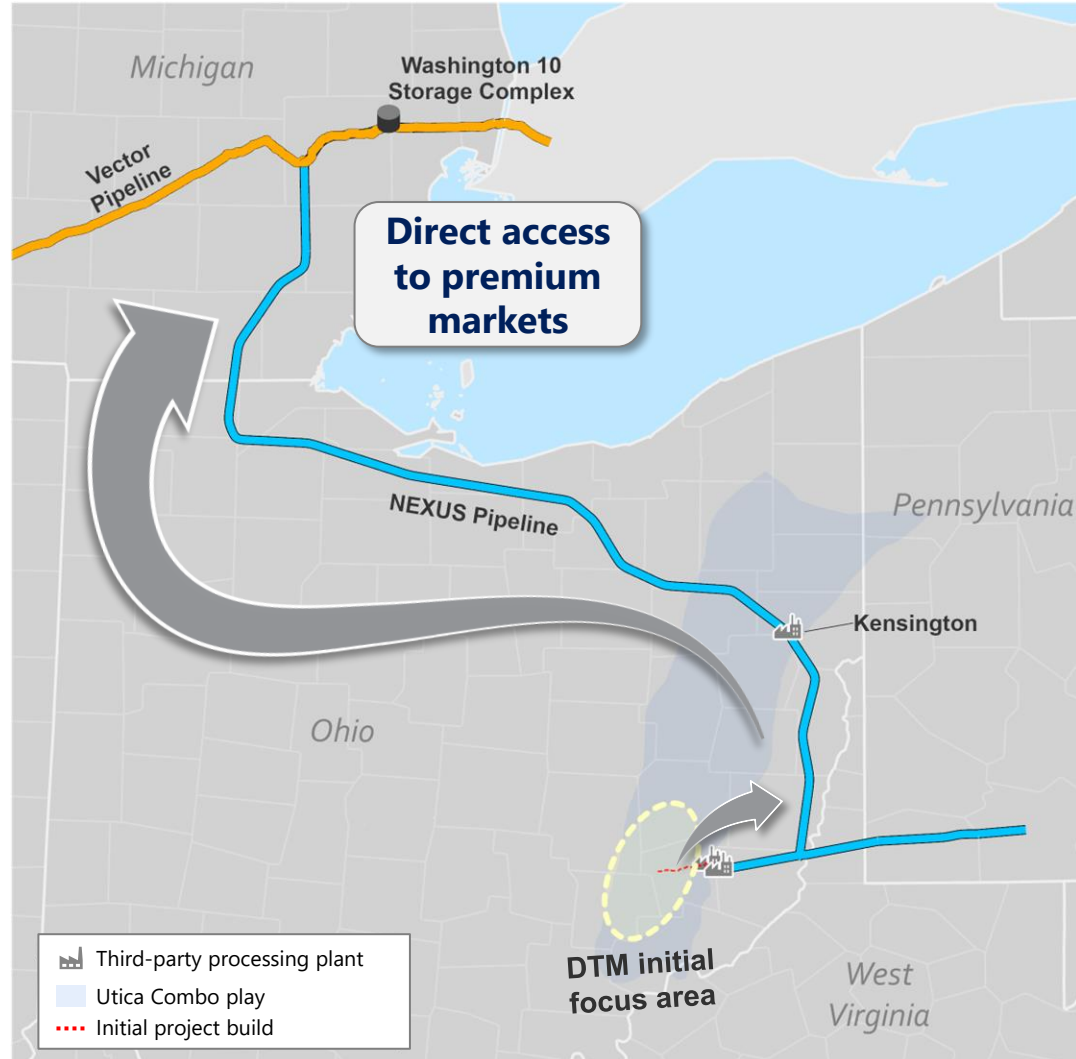 Michigan
Washington 10
Storage Complex
Vector
Pipeline
Direct access
to premium
markets
NEXUS Pipeline
Pennsylvania
Kensington
Ohio
DTM initial
focus area
West
Virginia
Third-party processing plant
Utica Combo play
Initial project build